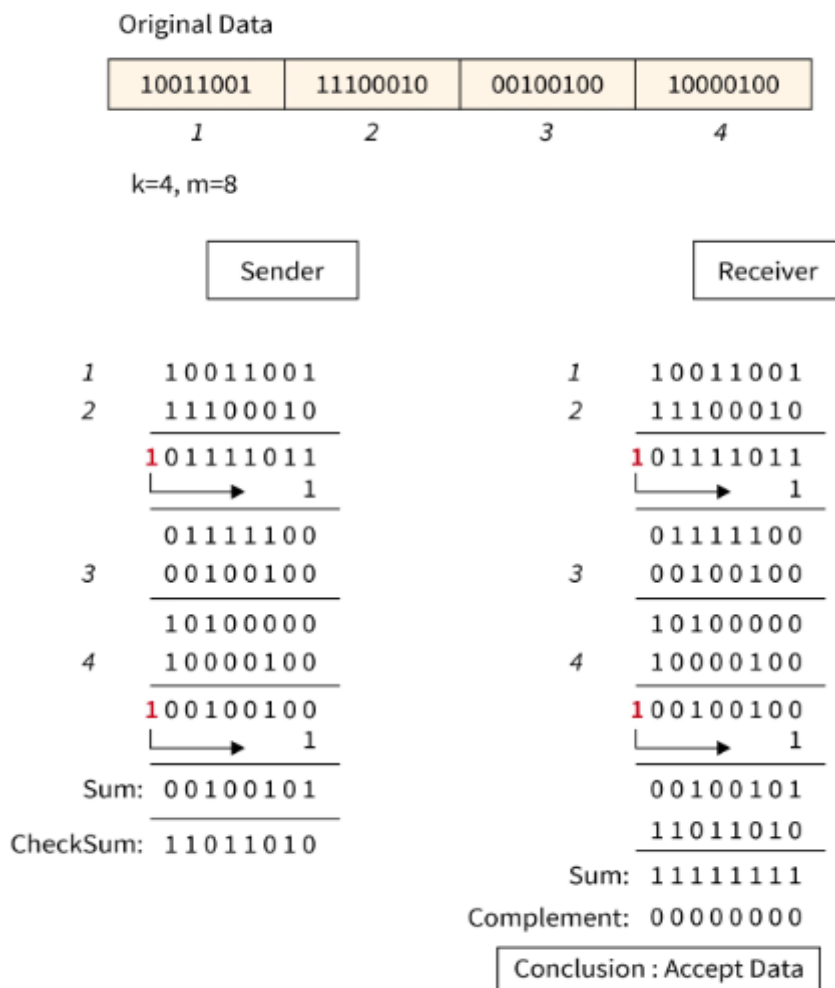 Original Data
10011001 11100010 00100100 10000100
1 2 3 4
k=4, m=8
Sender
1 10011001
2 11100010
101111011
1
01111100
3 00100100
10100000
4 10000100
100100100
1
Sum: 00100101
CheckSum: 11011010
Receiver
1 10011001
2 11100010
101111011
1
01111100
3 00100100
10100000
4 10000100
100100100
1
00100101
11011010
Sum: 11111111
Complement: 00000000
Conclusion : Accept Data